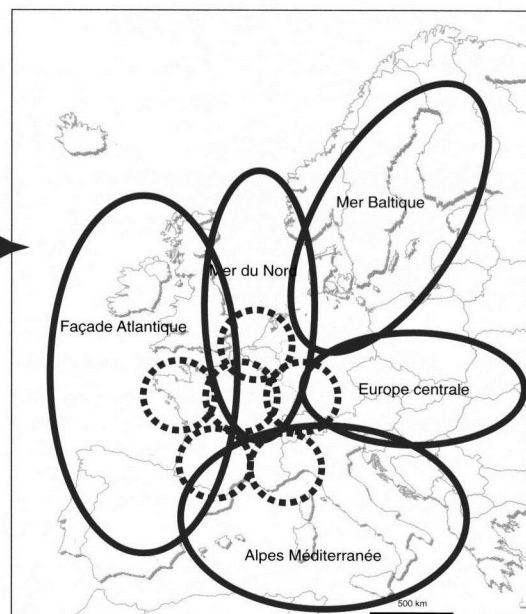 Mer Baltique
Mer du Nord
Façade Atlantique
Europe centrale
Alpes Méditerranée
500 km